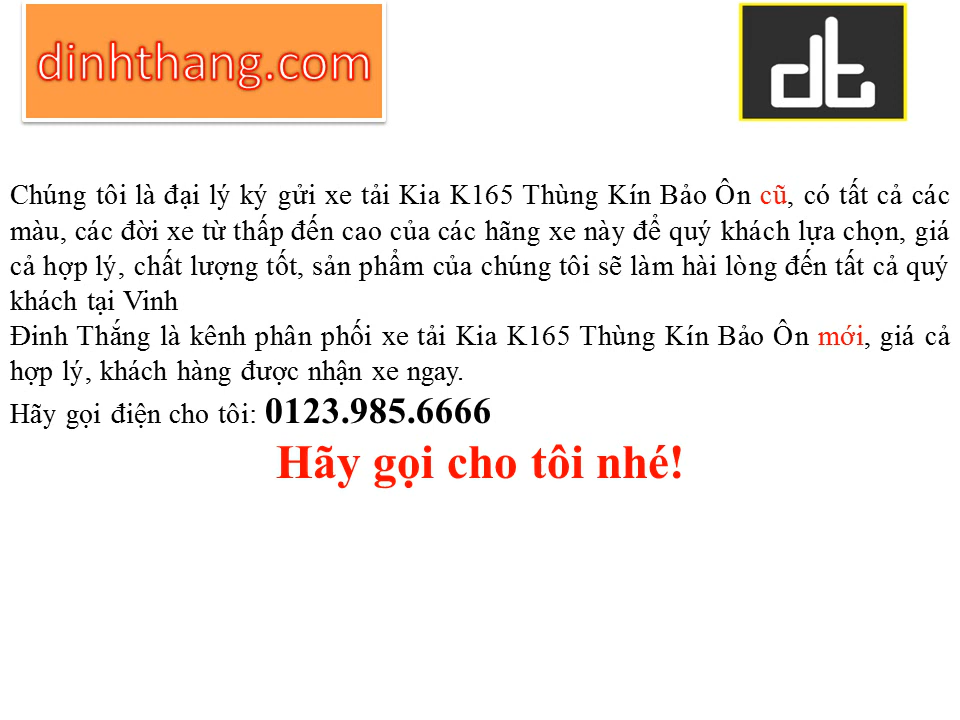 dinhthang.com
dt
Chúng tôi là đại lý ký gửi xe tải Kia K165 Thùng Kín Bảo Ôn cũ, có tất cả các
màu, các đời xe từ thấp đến cao của các hãng xe này để quý khách lựa chọn, giá
cả hợp lý, chất lượng tốt, sản phẩm của chúng tôi sẽ làm hài lòng đến tất cả quý
khách tại Vinh
Đinh Thắng là kênh phân phối xe tải Kia K165 Thùng Kín Bảo Ôn mới, giá cả
hợp lý, khách hàng được nhận xe ngay.
Hãy gọi điện cho tôi: 0123.985.6666
Hãy gọi cho tôi nhé!